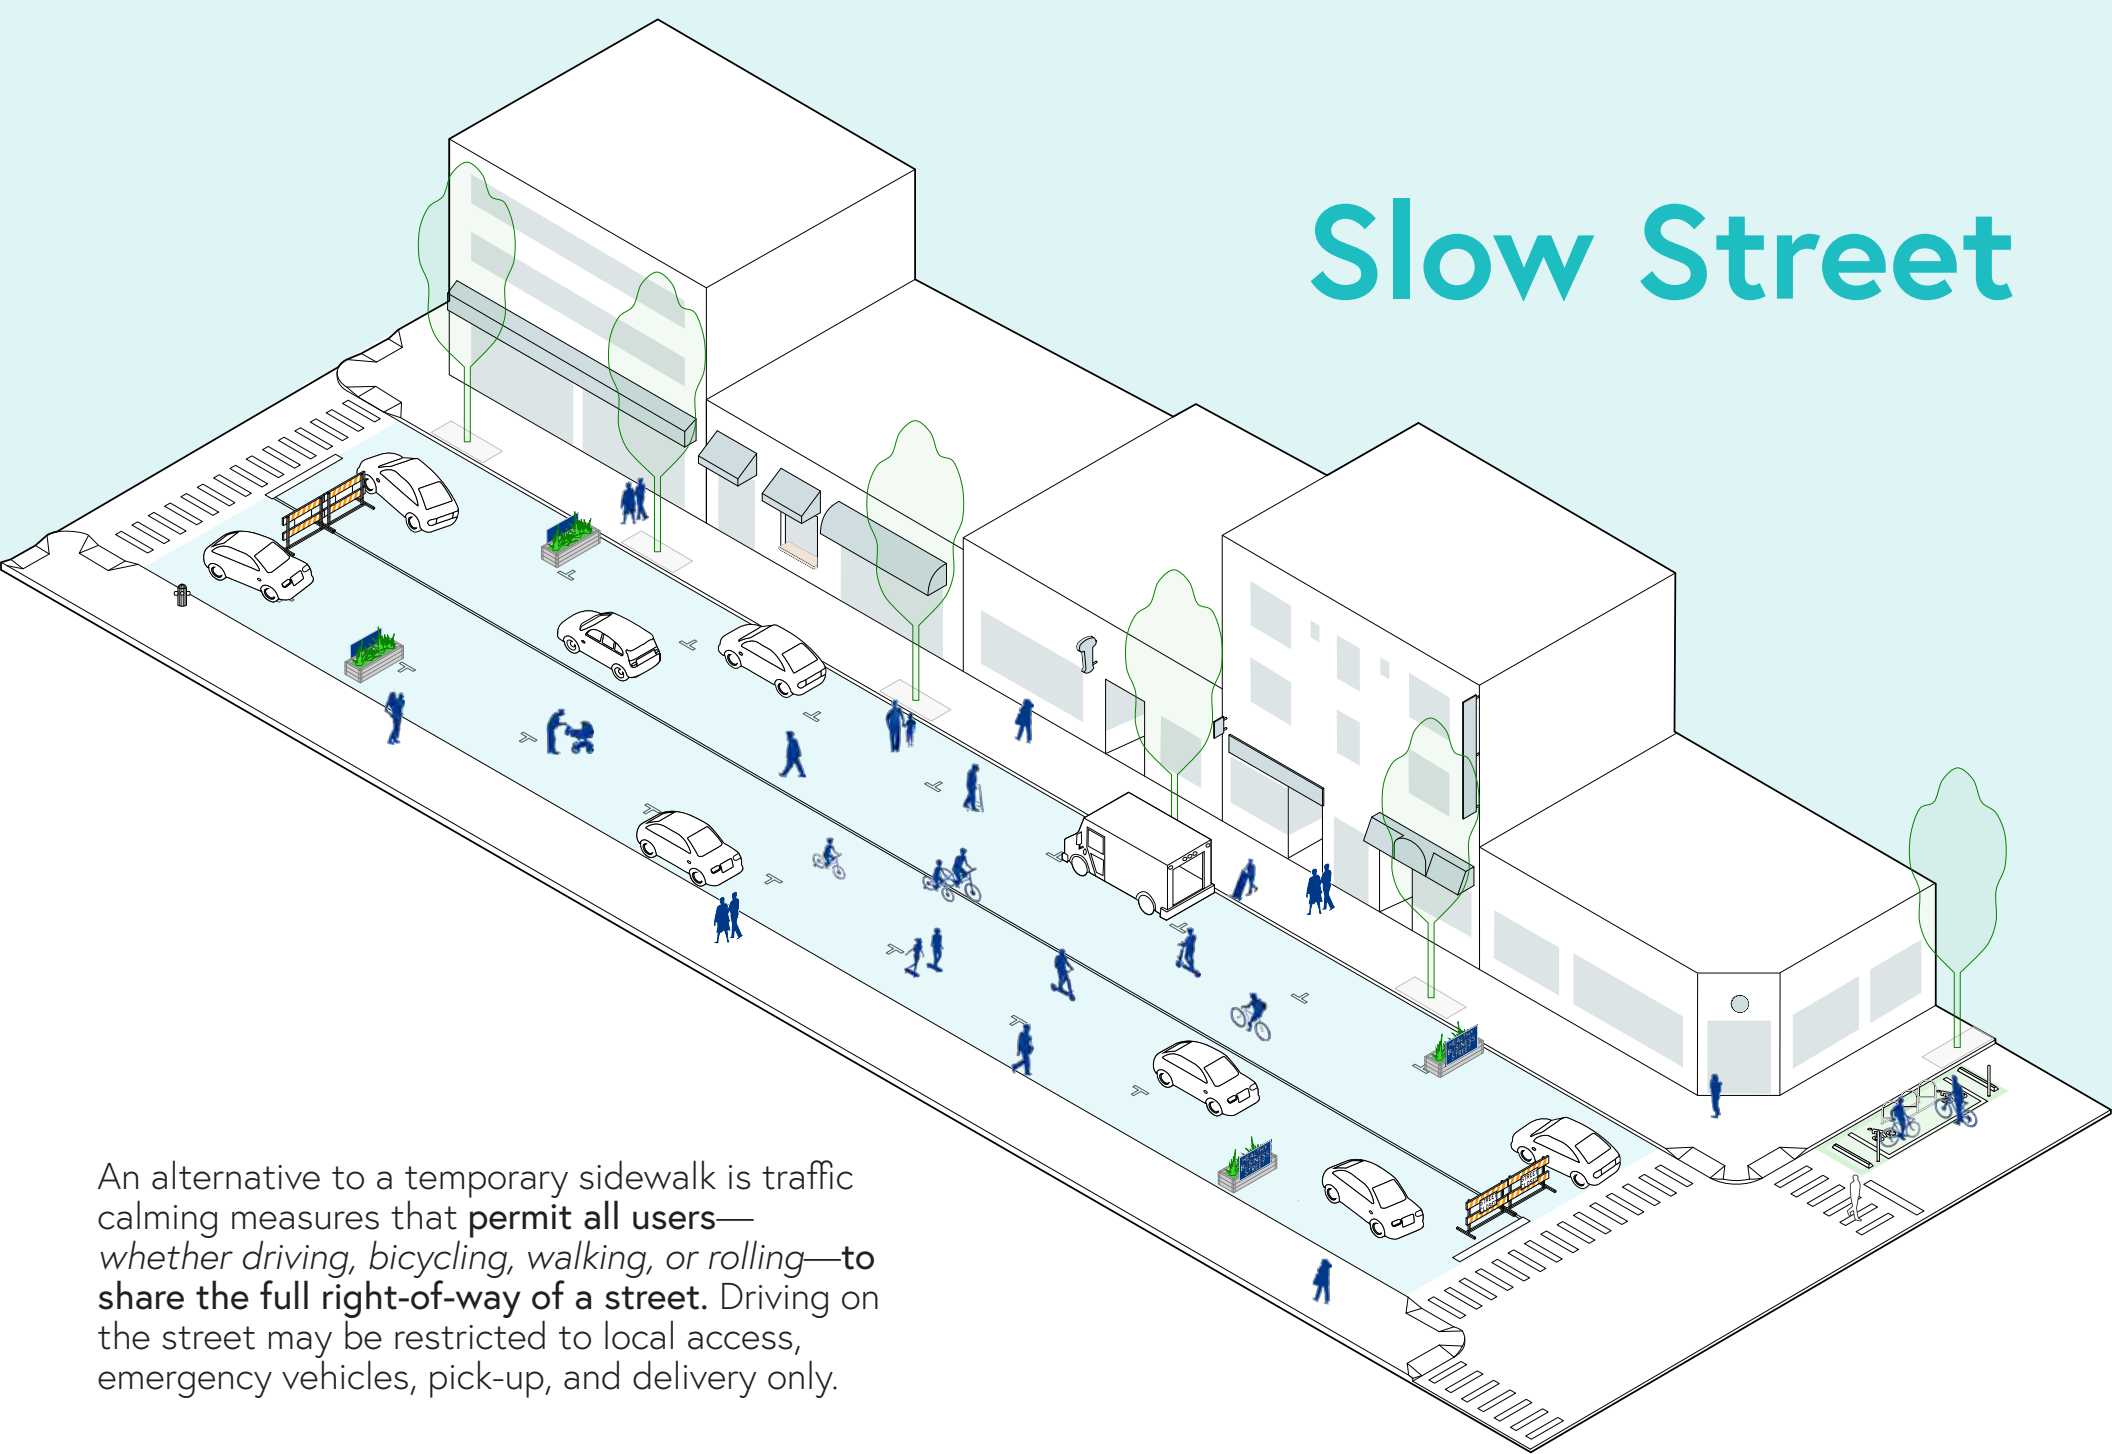 Slow Street
An alternative to a temporary sidewalk is traffic
calming measures that permit all users—
whether driving, bicycling, walking, or rolling—to
share the full right-of-way of a street. Driving on
the street may be restricted to local access,
emergency vehicles, pick-up, and delivery only.